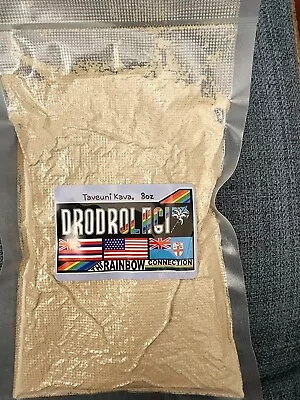 Taveuni Kava, 8oz
DRODROLAGI
RAINBOW
CONNECTION